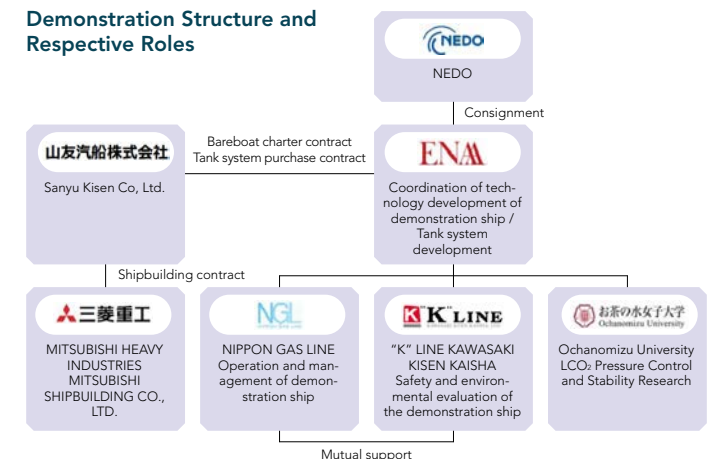 Demonstration Structure and
Respective Roles
NEDO
NEDO
Consignment
山友汽船株式会社
Sanyu Kisen Co, Ltd.
Bareboat charter contract
Tank system purchase contract
ENAA
Coordination of tech-
nology development of
demonstration ship /
Tank system
development
Shipbuilding contract
三菱重工
MITSUBISHI HEAVY
INDUSTRIES
MITSUBISHI
SHIPBUILDING CO.,
LTD.
NGL
NIPPON GAS LINE
Operation and man-
agement of demon-
stration ship
K "K" LINE
"K" LINE KAWASAKI
KISEN KAISHA
Safety and environ-
mental evaluation of
the demonstration ship
お茶の水女子大学
Ochanomizu University
Ochanomizu University
LCO₂ Pressure Control
and Stability Research
Mutual support